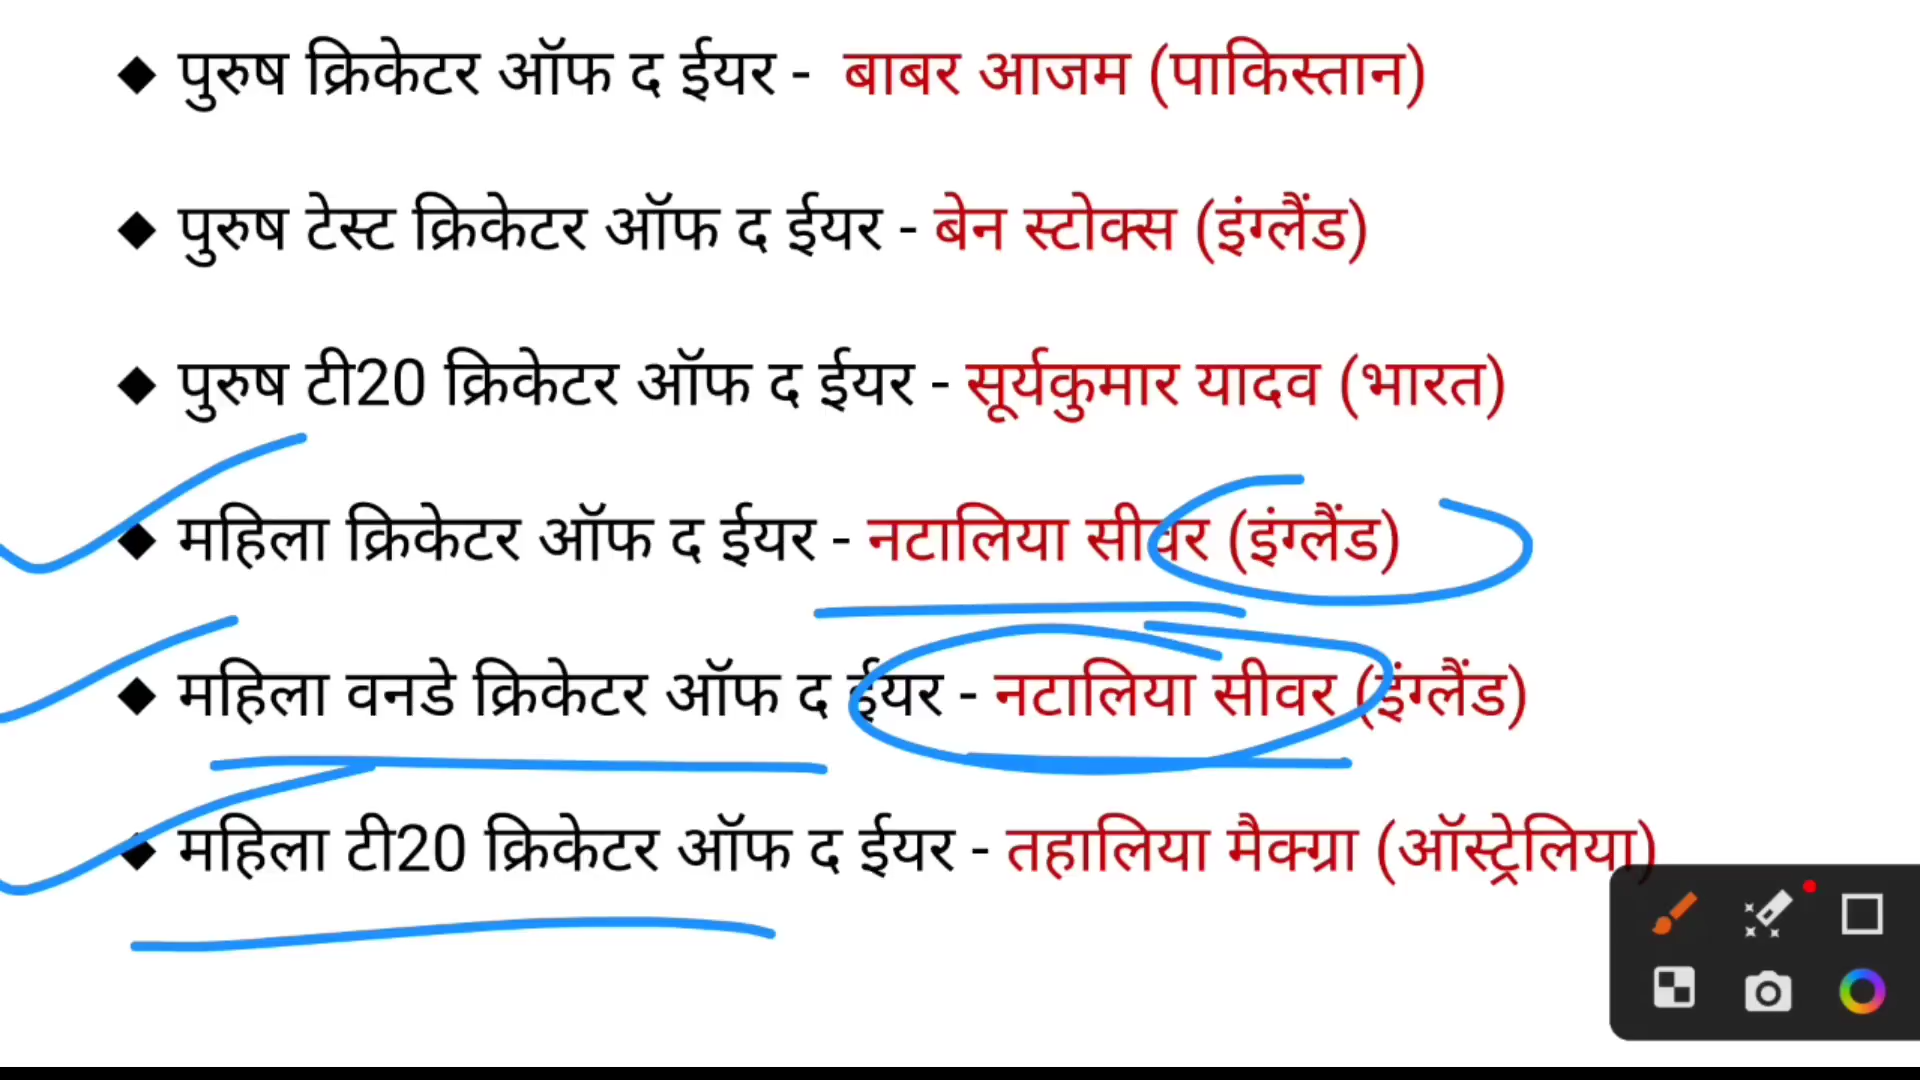 ◆ पुरुष क्रिकेटर ऑफ द ईयर - बाबर आजम (पाकिस्तान)
◆ पुरुष टेस्ट क्रिकेटर ऑफ द ईयर - बेन स्टोक्स (इंग्लैंड)
◆ पुरुष टी20 क्रिकेटर ऑफ द ईयर - सूर्यकुमार यादव (भारत)
◆ महिला क्रिकेटर ऑफ द ईयर - नटालिया सीवर (इंग्लैंड)
◆ महिला वनडे क्रिकेटर ऑफ द ईयर - नटालिया सीवर (इंग्लैंड)
◆ महिला टी20 क्रिकेटर ऑफ द ईयर - तहालिया मैक्ग्रा (ऑस्ट्रेलिया)